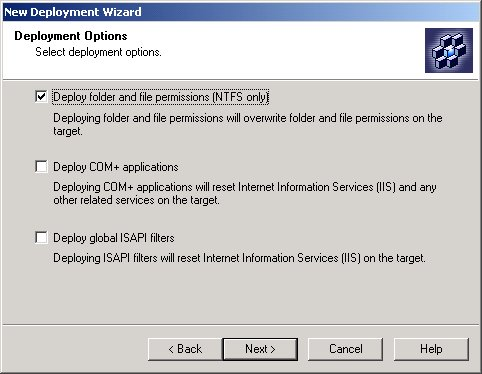 New Deployment Wizard
Deployment Options
Select deployment options.
Deploy folder and file permissions (NTFS only)
Deploying folder and file permissions will overwrite folder and file permissions on the
target.
Deploy COM+ applications
Deploying COM+ applications will reset Internet Information Services (IIS) and any
other related services on the target.
Deploy global ISAPI filters
Deploying ISAPI filters will reset Internet Information Services (IIS) on the target.
< Back Next > Cancel Help